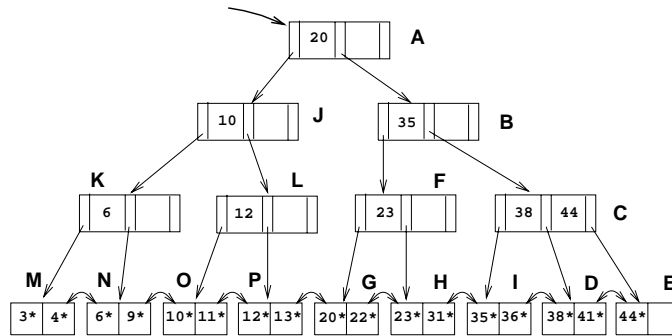 20 A
10 J 35 B
K L F
6 12 23 38 44 C
M N O P G H I D E
3* 4* 6* 9* 10* 11* 12* 13* 20* 22* 23* 31* 35* 36* 38* 41* 44*